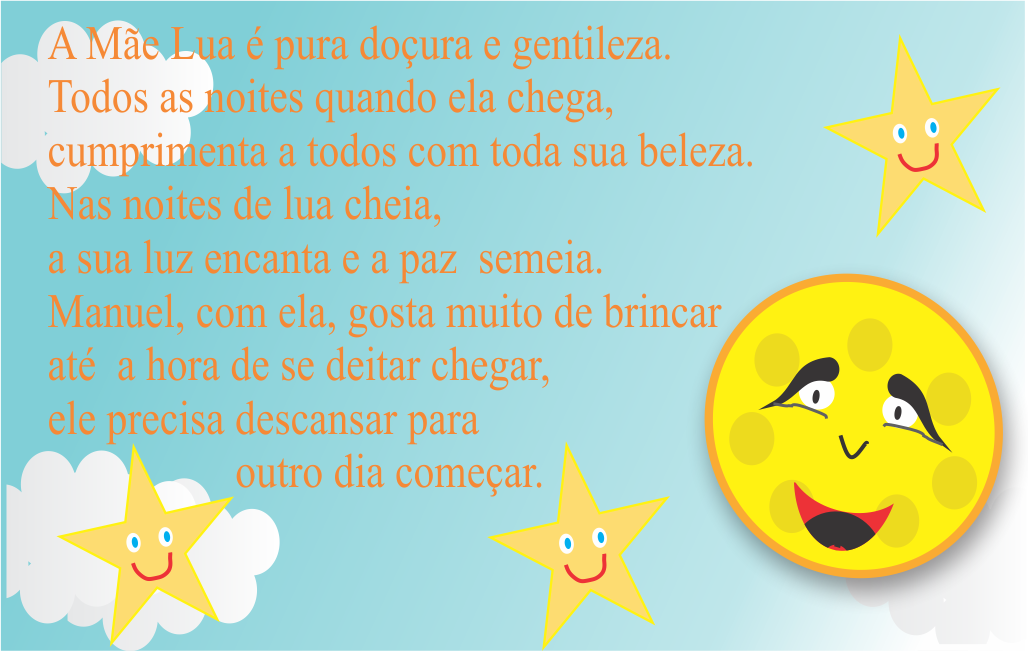 A Mãe Lua é pura doçura e gentileza.
Todos as noites quando ela chega,
cumprimenta a todos com toda sua beleza.
Nas noites de lua cheia,
a sua luz encanta e a paz  semeia.
Manuel, com ela, gosta muito de brincar
até  a hora de se deitar chegar,
ele precisa descansar para
outro dia começar.